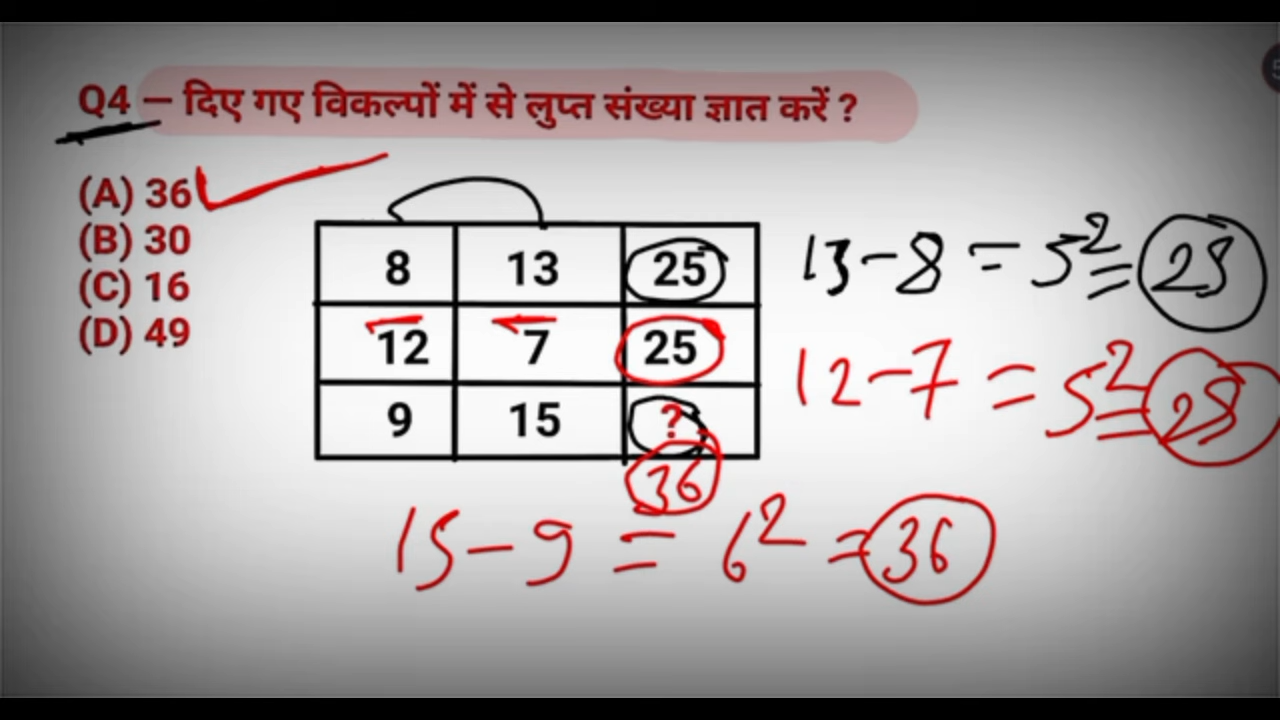 Q4 – दिए गए विकल्पों में से लुप्त संख्या ज्ञात करें ?
(A) 36
(B) 30
(C) 16
(D) 49
8 13 25
12 7 25
9 15 ?
36
13-8 = 5² = 25
12-7 = 5² = 25
15-9 = 6² = 36